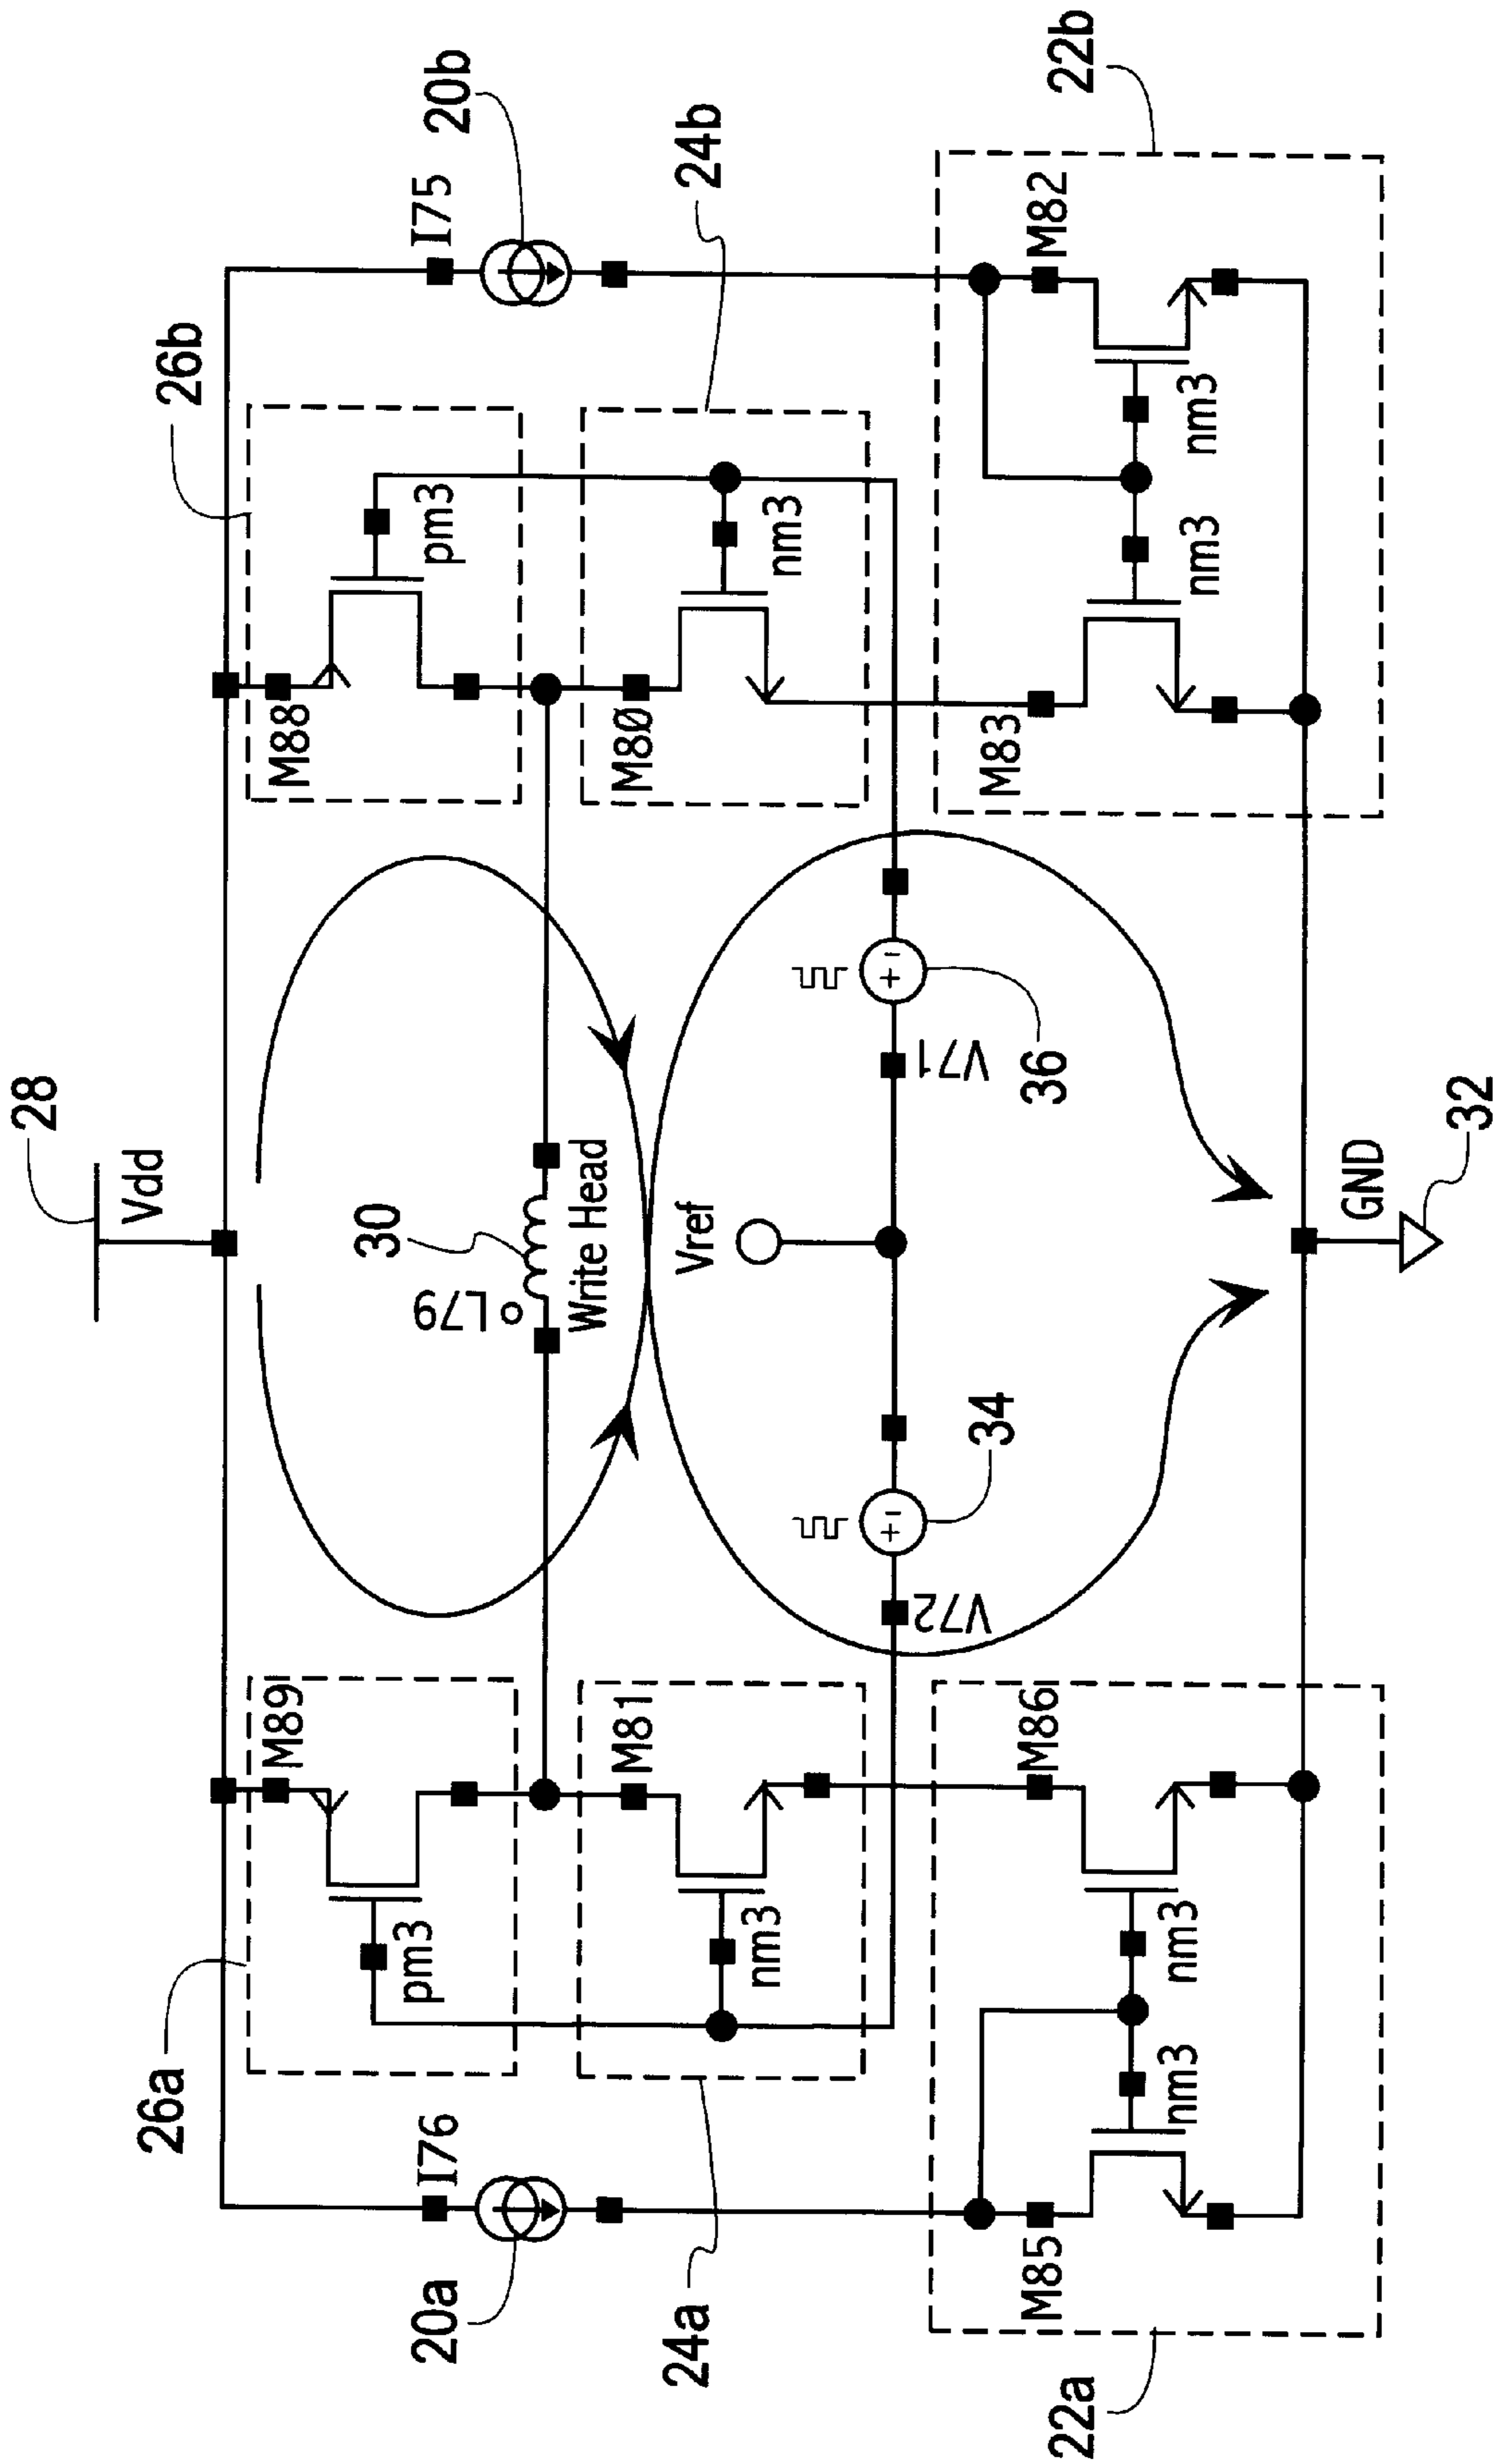 28
Vdd
26a
26b
M89
pm3
M88
pm3
20a
I76
I75
20b
30
L79
Write Head
24a
M81
nm3
M80
nm3
24b
Vref
V72
34
V71
36
+ -
+ -
22a
M85
nm3
nm3
M86
M83
nm3
nm3
M82
22b
GND
32